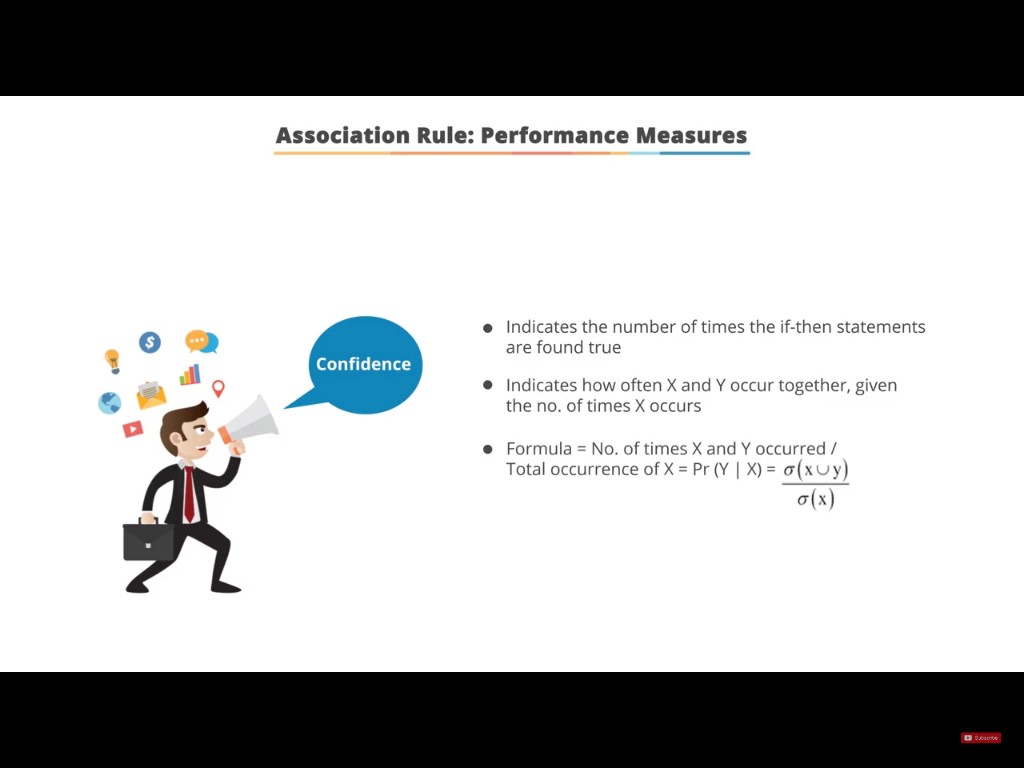 Association Rule: Performance Measures
$
Confidence
● Indicates the number of times the if-then statements
are found true
● Indicates how often X and Y occur together, given
the no. of times X occurs
● Formula = No. of times X and Y occurred /
Total occurrence of X = Pr (Y | X) = σ(x∪y)
σ(x)
Subscribe